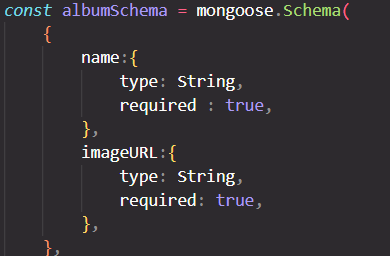 const albumSchema = mongoose.Schema(
    {
        name:{
            type: String,
            required : true,
        },
        imageURL:{
            type: String,
            required: true,
        },
    },